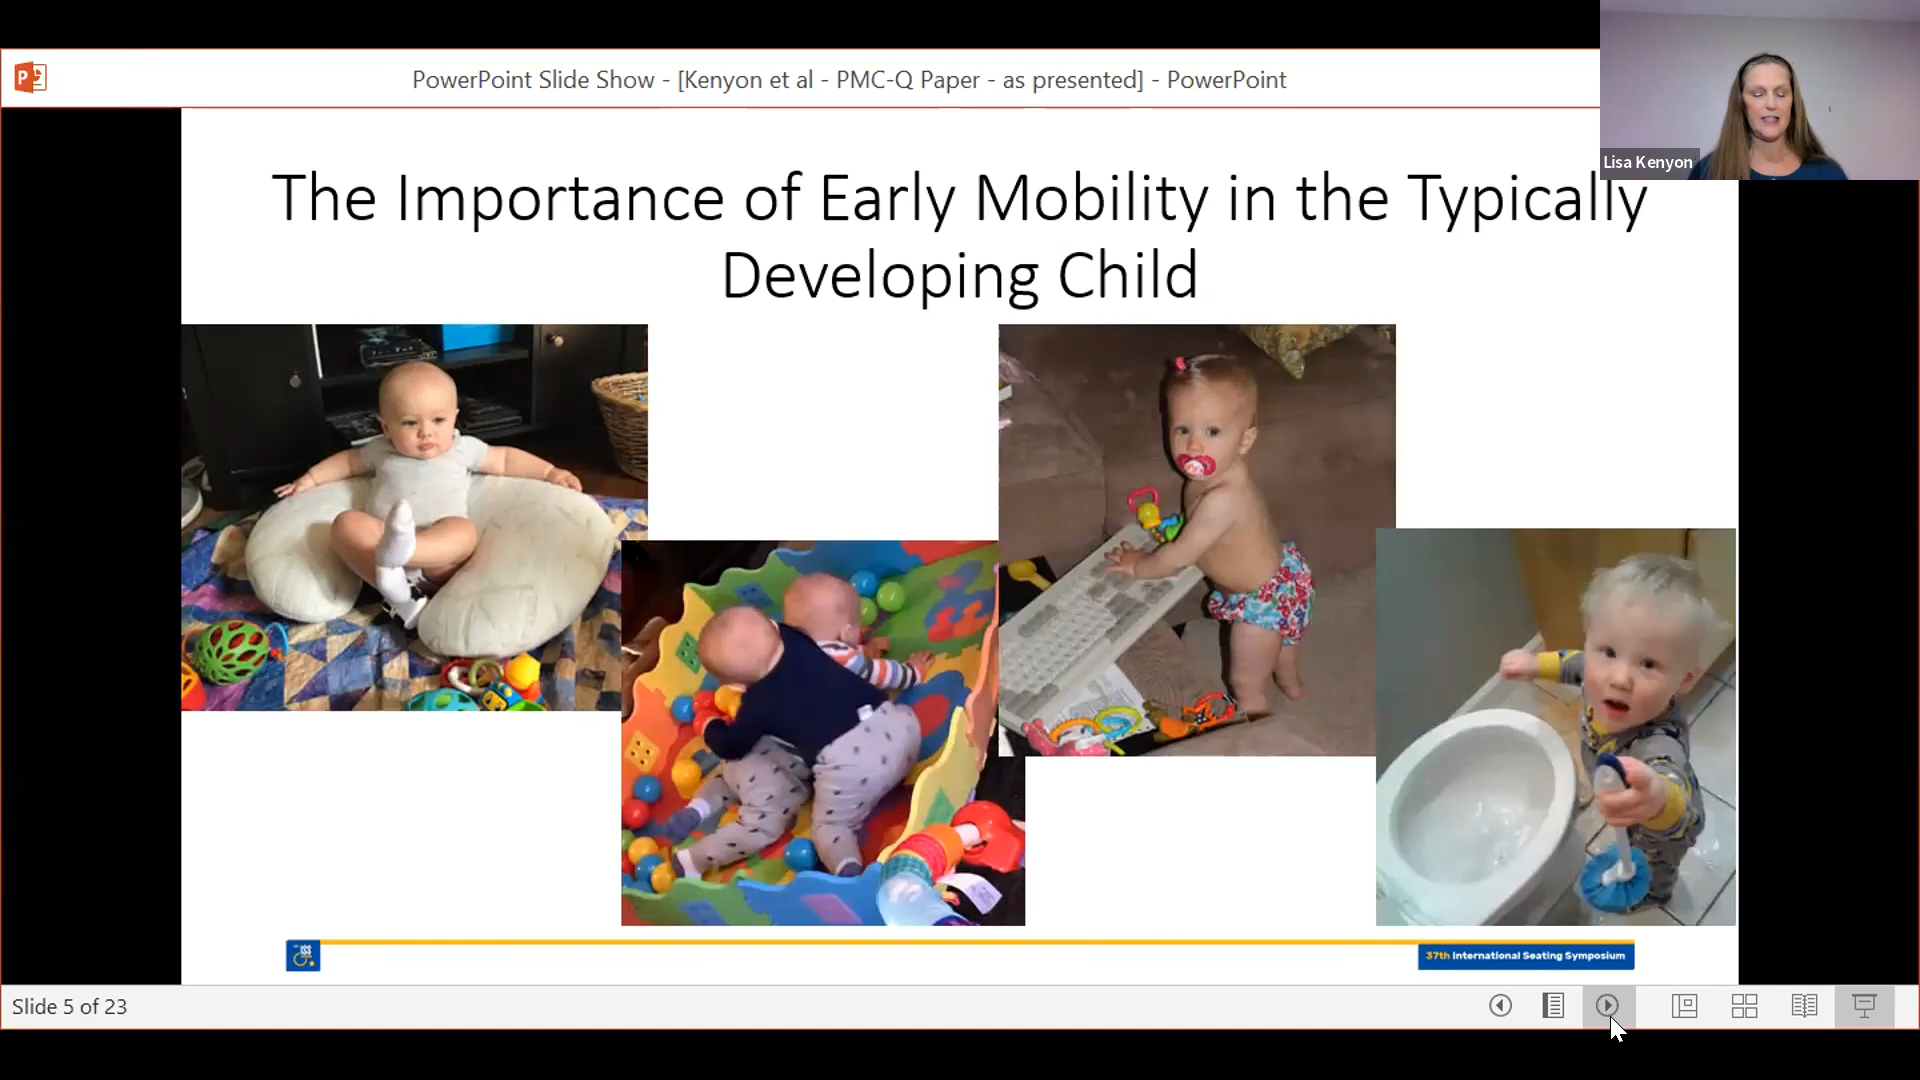 PowerPoint Slide Show - [Kenyon et al - PMC-Q Paper - as presented] - PowerPoint
Lisa Kenyon
The Importance of Early Mobility in the Typically
Developing Child
ISS
37th International Seating Symposium
Slide 5 of 23